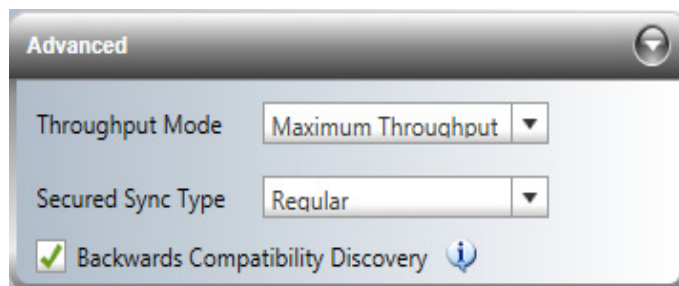 Advanced
Throughput Mode Maximum Throughput
Secured Sync Type Regular
Backwards Compatibility Discovery